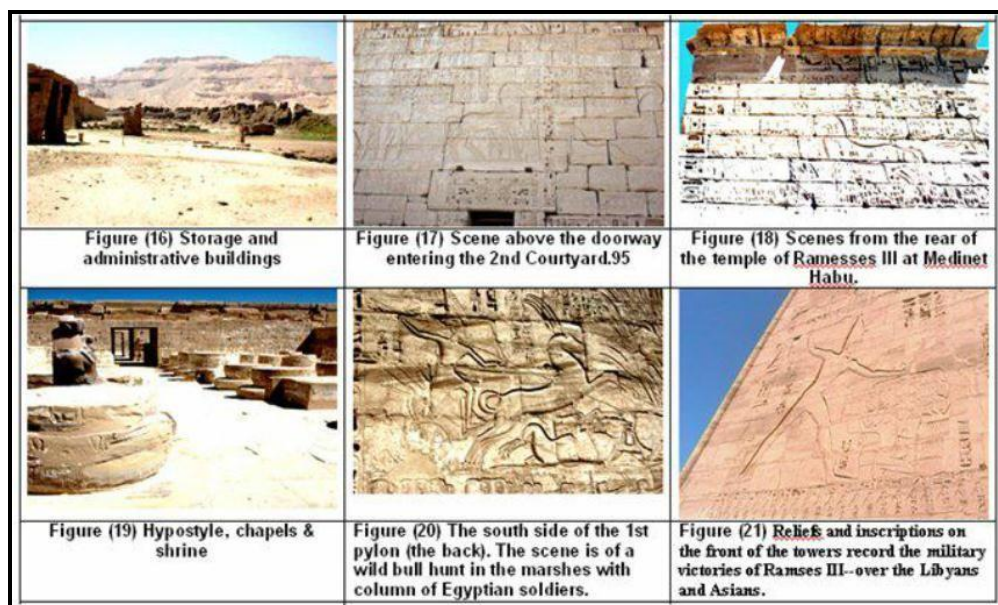 Figure (16) Storage and
administrative buildings
Figure (17) Scene above the doorway
entering the 2nd Courtyard.95
Figure (18) Scenes from the rear of
the temple of Ramesses III at Medinet
Habu.
Figure (19) Hypostyle, chapels &
shrine
Figure (20) The south side of the 1st
pylon (the back). The scene is of a
wild bull hunt in the marshes with
column of Egyptian soldiers.
Figure (21) Reliefs and inscriptions on
the front of the towers record the military
victories of Ramses III--over the Libyans
and Asians.